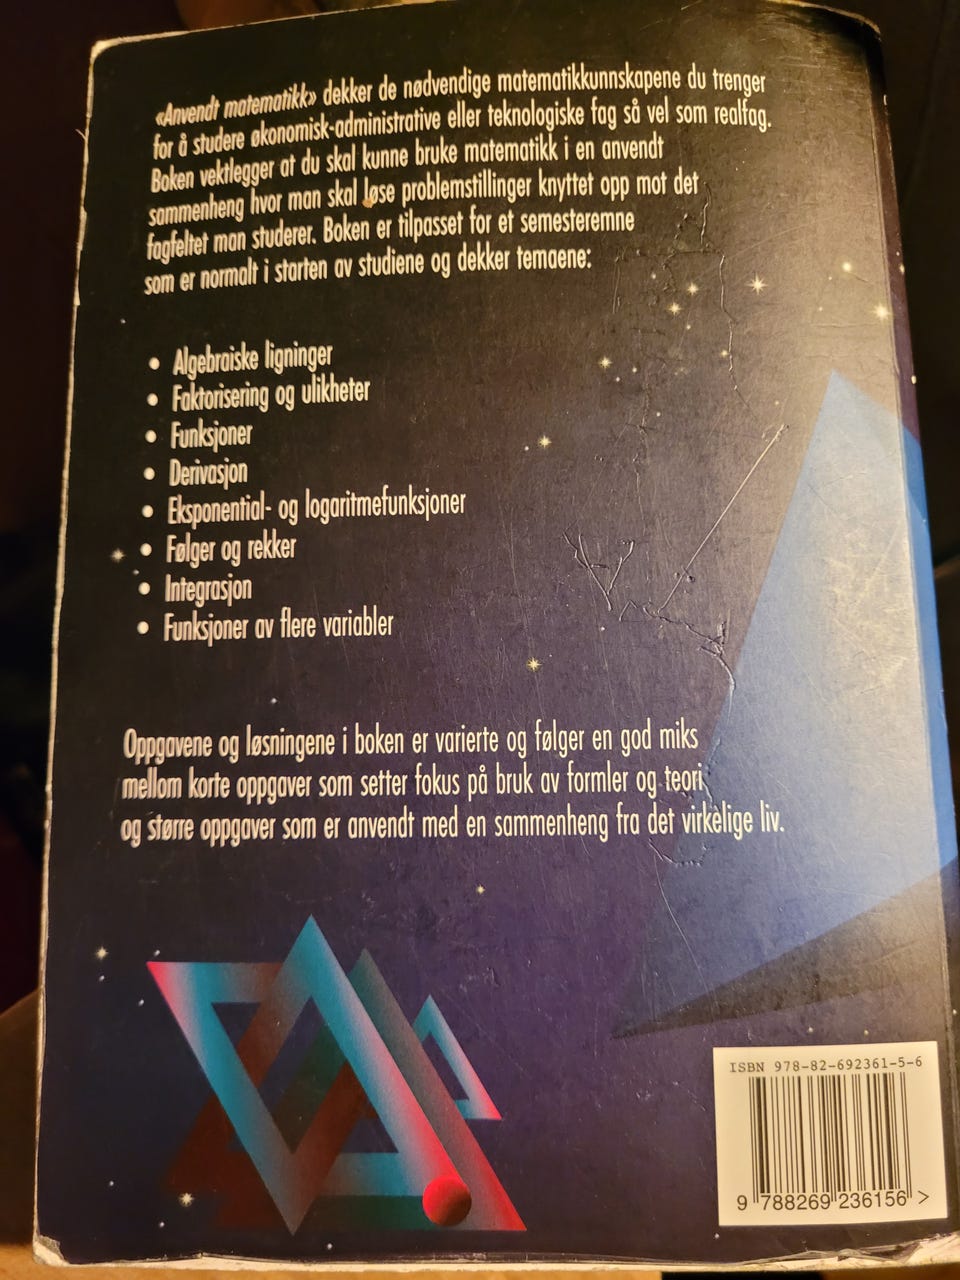 «Anvendt matematikk» dekker de nødvendige matematikkunnskapene du trenger
for å studere økonomisk-administrative eller teknologiske fag så vel som realfag.
Boken vektlegger at du skal kunne bruke matematikk i en anvendt
sammenheng hvor man skal løse problemstillinger knyttet opp mot det
fagfeltet man studerer. Boken er tilpasset for et semesteremne
som er normalt i starten av studiene og dekker temaene:
• Algebraiske ligninger
• Faktorisering og ulikheter
• Funksjoner
• Derivasjon
• Eksponential- og logaritmefunksjoner
• Følger og rekker
• Integrasjon
• Funksjoner av flere variabler
Oppgavene og løsningene i boken er varierte og følger en god miks
mellom korte oppgaver som setter fokus på bruk av formler og teori
og større oppgaver som er anvendt med en sammenheng fra det virkelige liv.
ISBN 978-82-692361-5-6
9 788269 236156 >